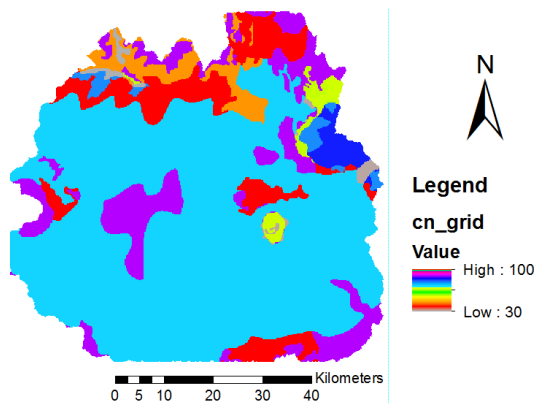 N
Legend
cn_grid
Value
High : 100
Low : 30
Kilometers
0 5 10 20 30 40